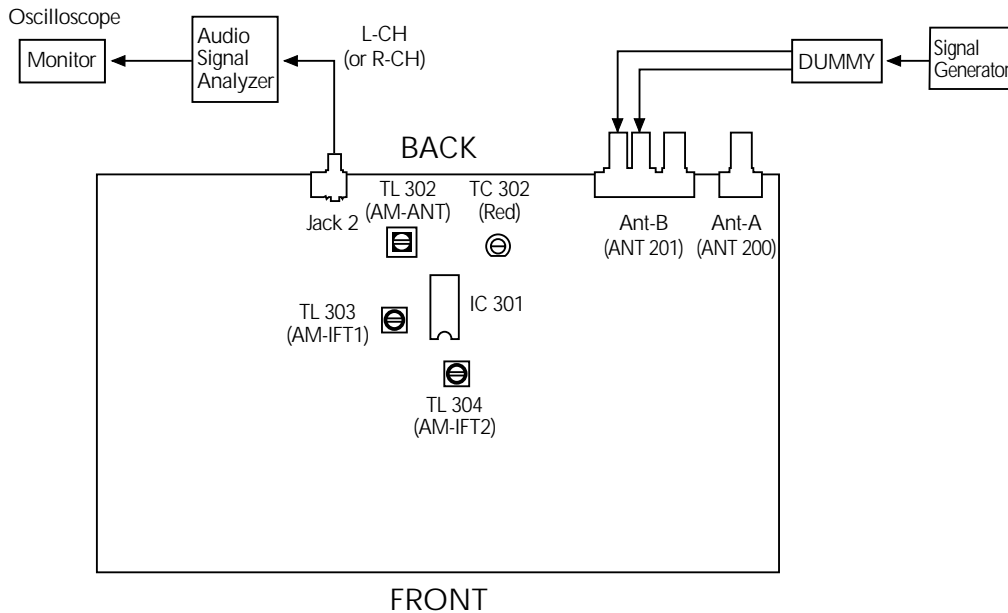 Oscilloscope
Monitor
Audio
Signal
Analyzer
L-CH
(or R-CH)
DUMMY
Signal
Generator
BACK
Jack 2
TL 302
(AM-ANT)
TC 302
(Red)
Ant-B
(ANT 201)
Ant-A
(ANT 200)
TL 303
(AM-IFT1)
IC 301
TL 304
(AM-IFT2)
FRONT